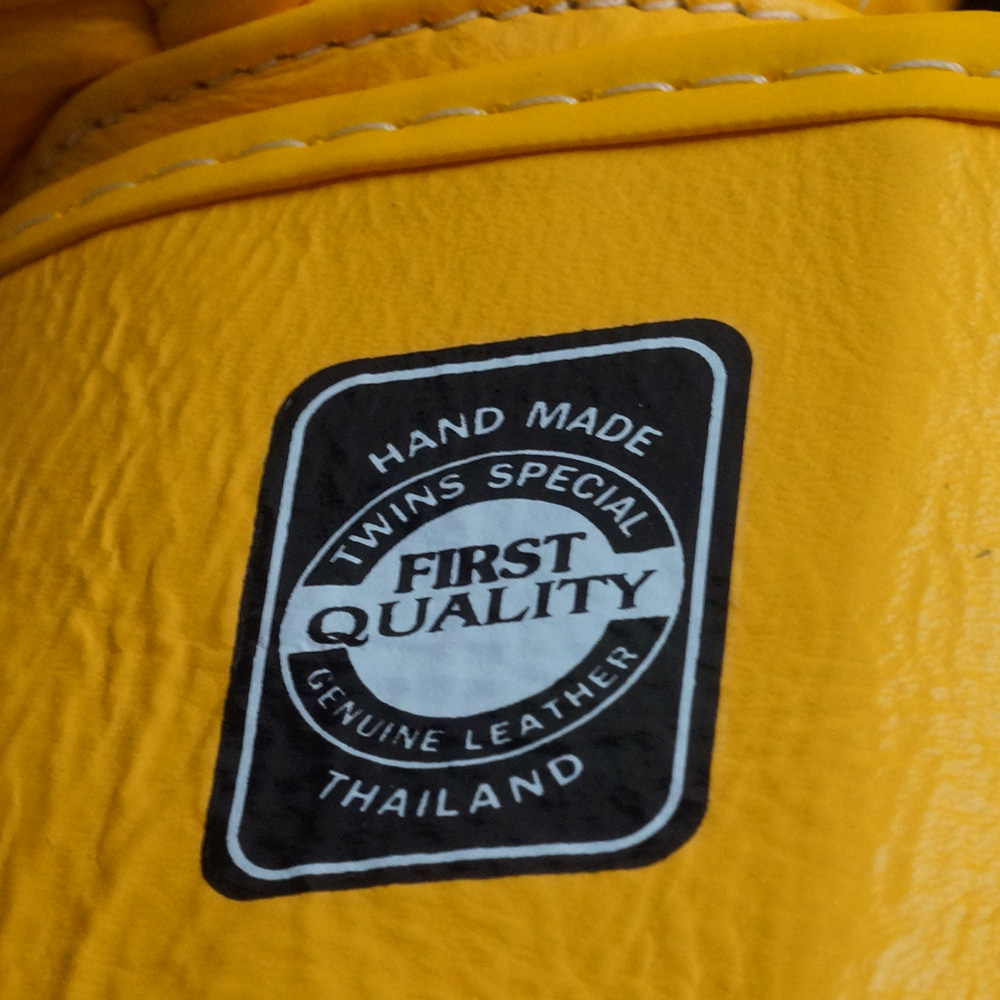 HAND MADE
TWINS SPECIAL
FIRST
QUALITY
GENUINE LEATHER
THAILAND